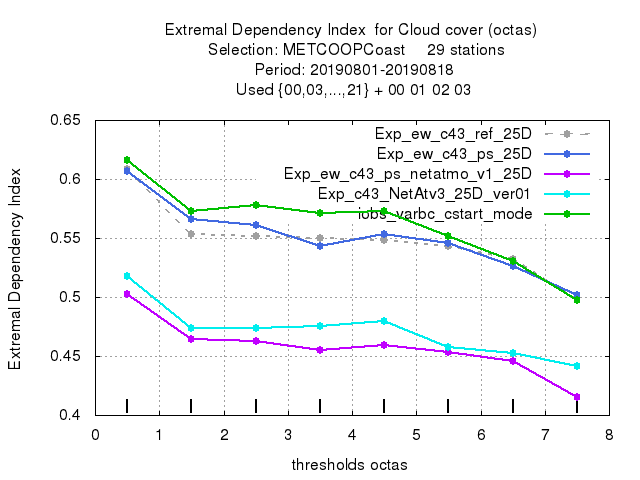 Extremal Dependency Index  for Cloud cover (octas)
Selection: METCOOPCoast     29 stations
Period: 20190801-20190818
Used {00,03,...,21} + 00 01 02 03
Exp_ew_c43_ref_25D
Exp_ew_c43_ps_25D
Exp_ew_c43_ps_netatmo_v1_25D
Exp_c43_NetAtv3_25D_ver01
iobs_varbc_cstart_mode
Extremal Dependency Index
0.65
0.6
0.55
0.5
0.45
0.4
0 1 2 3 4 5 6 7 8
thresholds octas